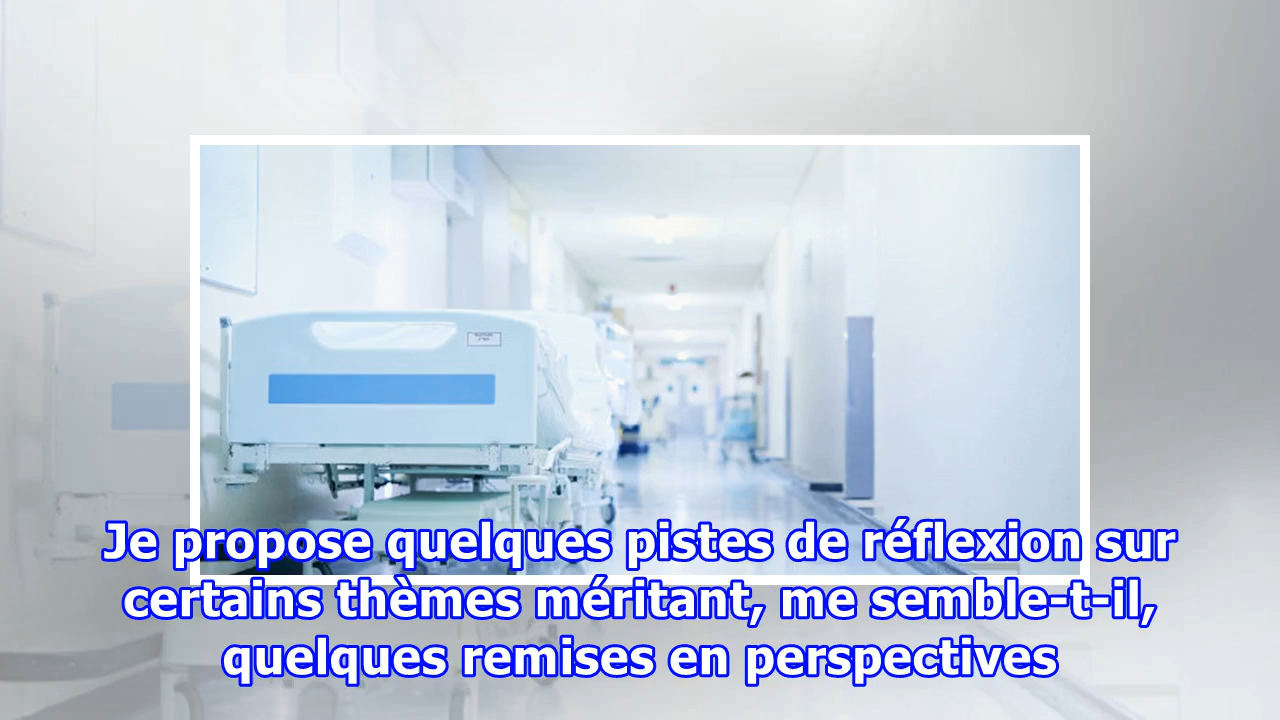 Je propose quelques pistes de réflexion sur
certains thèmes méritant, me semble-t-il,
quelques remises en perspectives